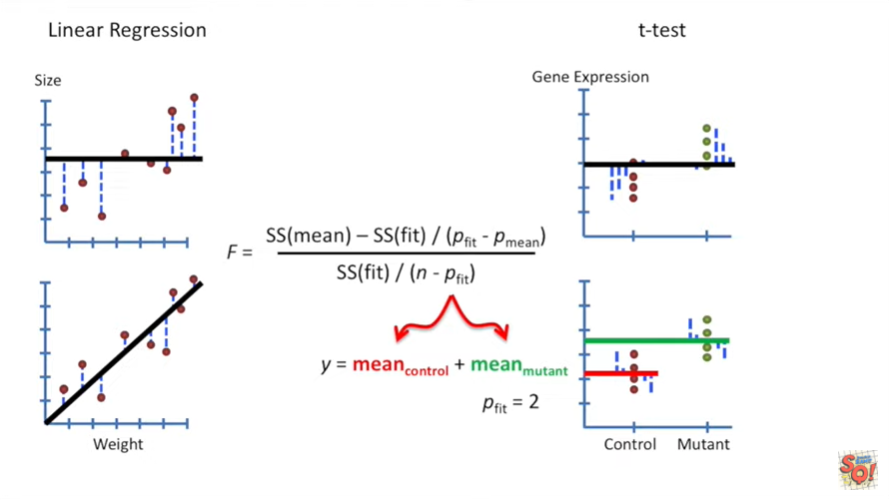 Linear Regression
t-test
Size
Gene Expression
F =
SS(mean) – SS(fit) / (pfit - pmean)
SS(fit) / (n - pfit)
y = meancontrol + meanmutant
pfit = 2
Weight
Control
Mutant
SQ!